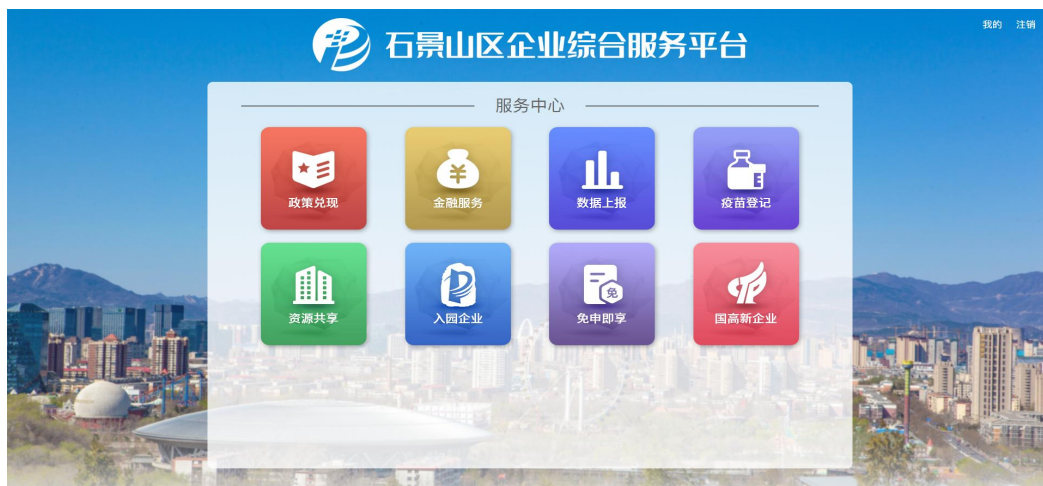 我的 注销
石景山区企业综合服务平台
服务中心
政策兑现 金融服务 数据上报 疫苗登记
E
资源共享 入园企业 免申即享 国高新企业
免